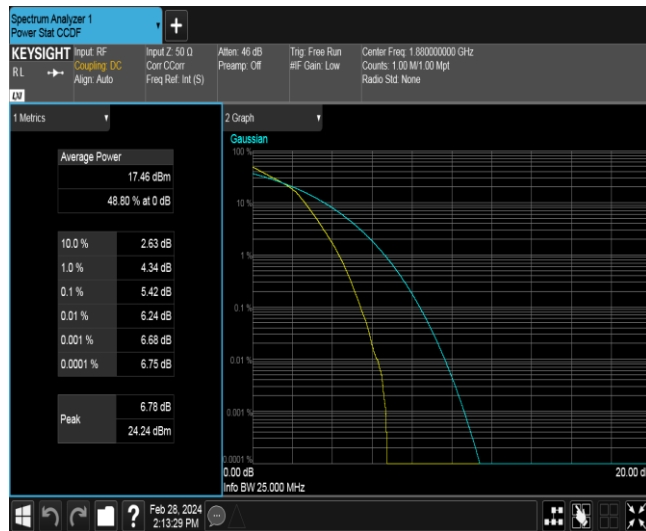 Spectrum Analyzer 1
Power Stat CCDF
KEYSIGHT
RL
LXI
Input: RF
Coupling: DC
Align: Auto
Input Z: 50 Ω
Corr CCorr
Freq Ref: Int (S)
Atten: 46 dB
Preamp: Off
Trig: Free Run
#IF Gain: Low
Center Freq: 1.880000000 GHz
Counts: 1.00 M/1.00 Mpt
Radio Std: None
1 Metrics
Average Power
17.46 dBm
48.80 % at 0 dB
10.0 % 2.63 dB
1.0 % 4.34 dB
0.1 % 5.42 dB
0.01 % 6.24 dB
0.001 % 6.68 dB
0.0001 % 6.75 dB
Peak
6.78 dB
24.24 dBm
2 Graph
Gaussian
100 %
10 %
1 %
0.1 %
0.01 %
0.001 %
0.0001 %
0.00 dB
20.00 d
Info BW 25.000 MHz
Feb 28, 2024
2:13:29 PM